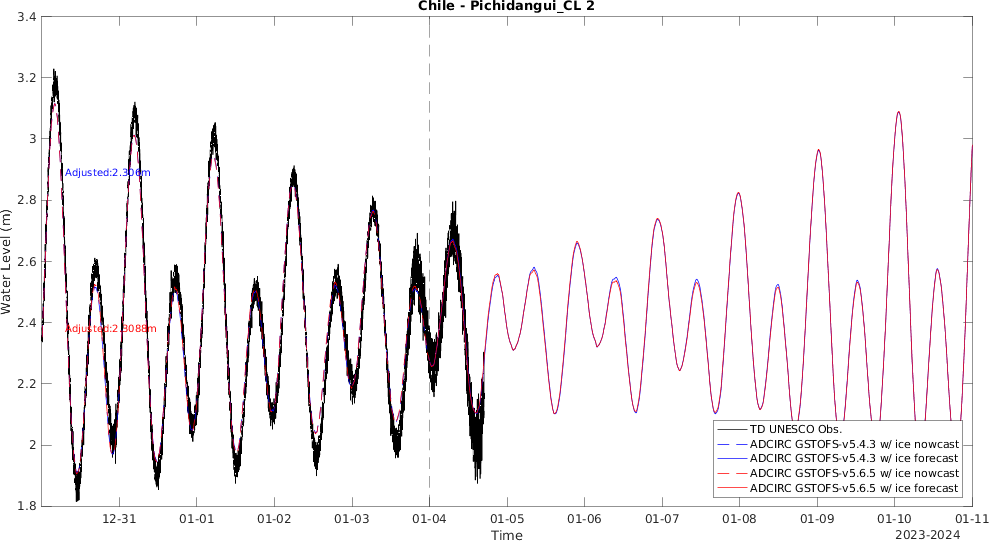 Chile - Pichidangui_CL 2
3.4
3.2
3
2.8
2.6
2.4
2.2
2
1.8
Water Level (m)
Adjusted:2.306m
Adjusted:2.3088m
TD UNESCO Obs.
ADCIRC GSTOFS-v5.4.3 w/ ice nowcast
ADCIRC GSTOFS-v5.4.3 w/ ice forecast
ADCIRC GSTOFS-v5.6.5 w/ ice nowcast
ADCIRC GSTOFS-v5.6.5 w/ ice forecast
12-31 01-01 01-02 01-03 01-04 01-05 01-06 01-07 01-08 01-09 01-10 01-11
Time
2023-2024